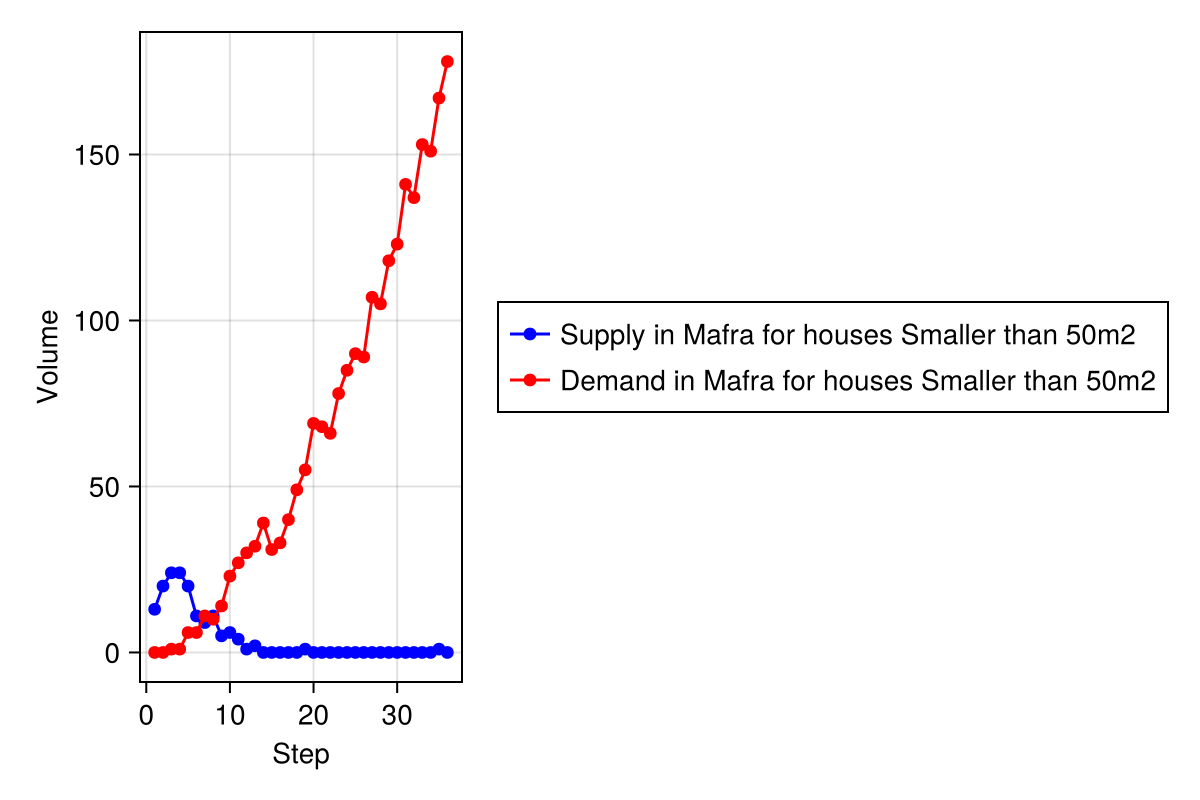 Volume
150
100
50
0
0 10 20 30
Step
Supply in Mafra for houses Smaller than 50m2
Demand in Mafra for houses Smaller than 50m2